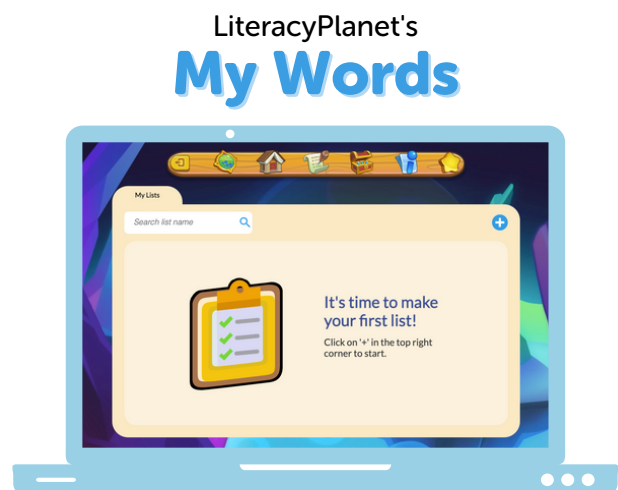 LiteracyPlanet's
My Words
My Lists
Search list name
It's time to make
your first list!
Click on '+' in the top right
corner to start.